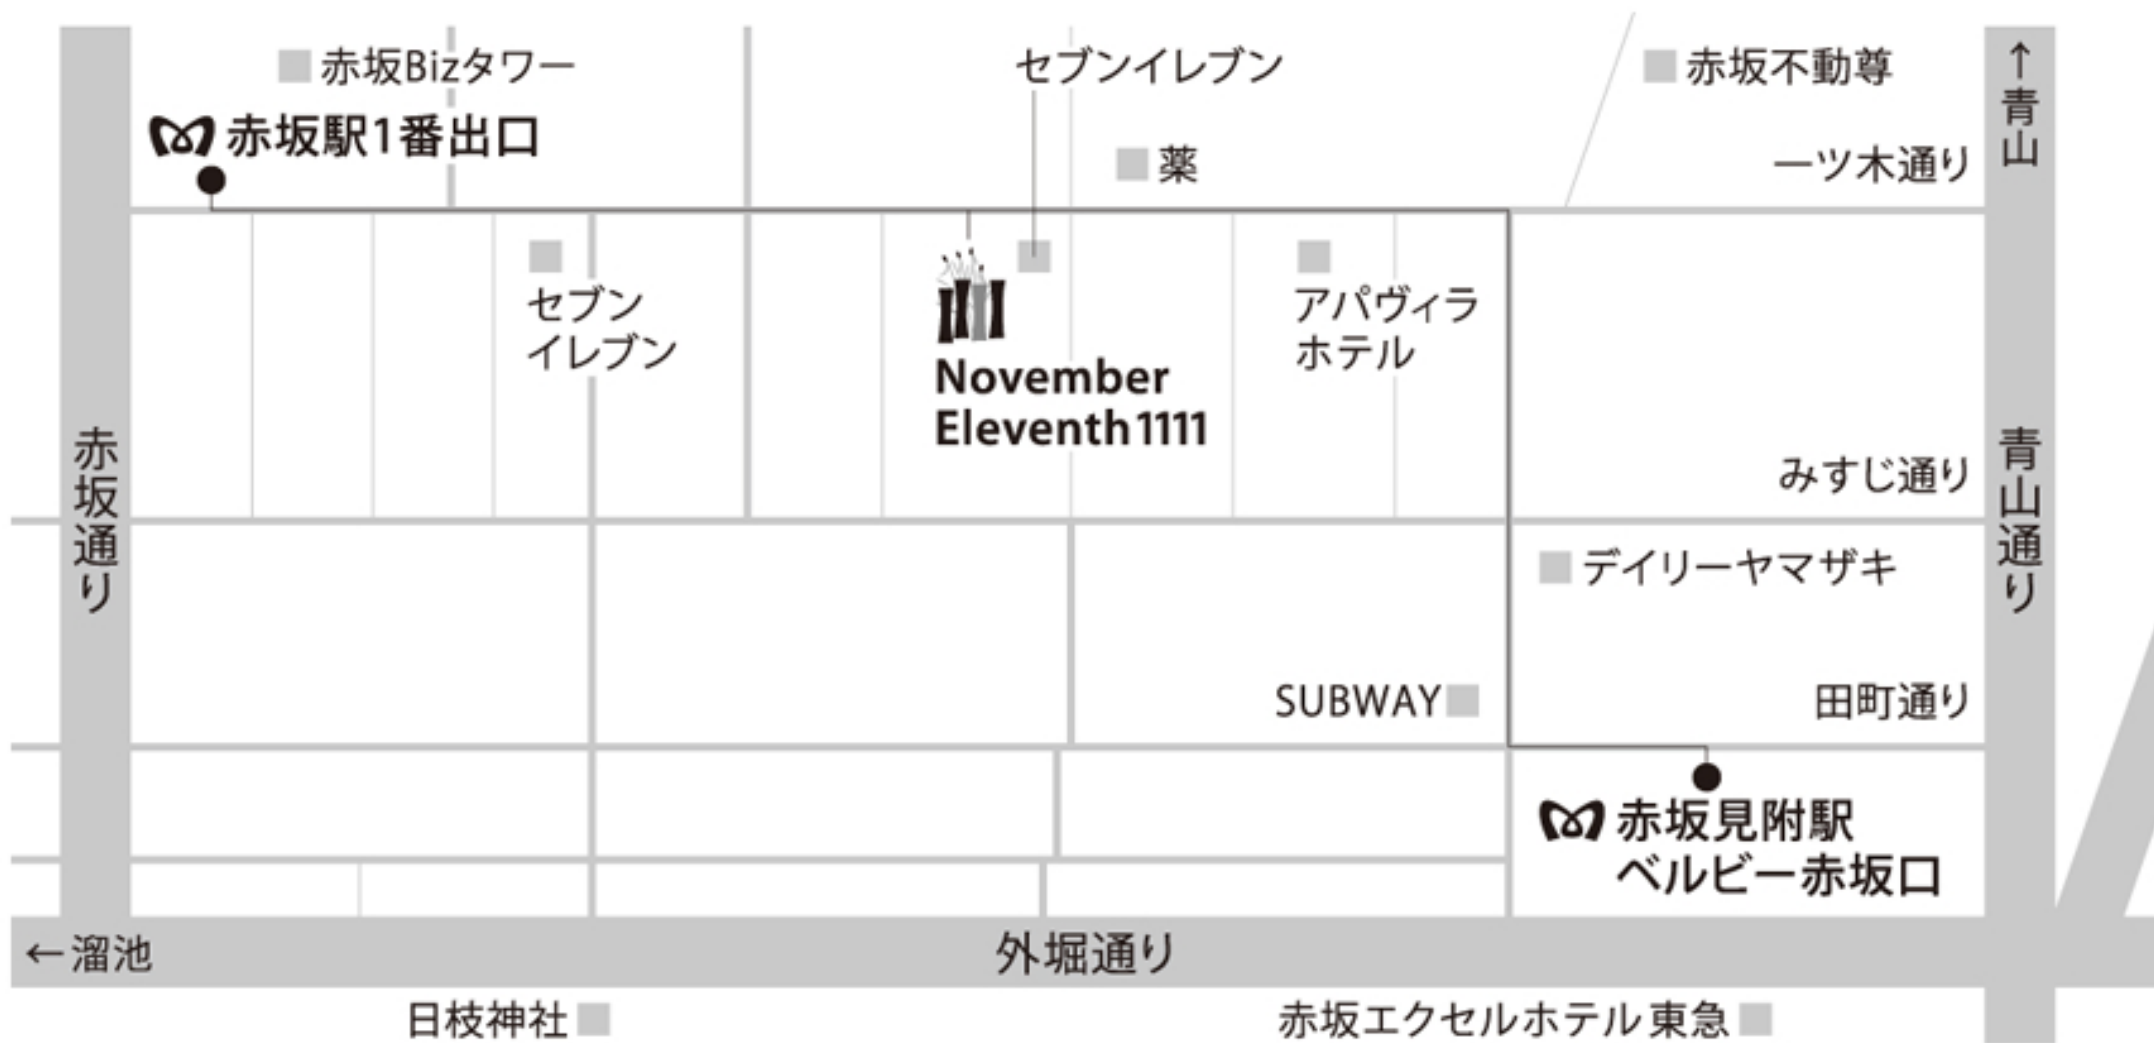 赤坂Bizタワー
セブンイレブン
赤坂不動尊
↑青山
赤坂駅1番出口
薬
一ツ木通り
セブン
イレブン
November
Eleventh1111
アパヴィラ
ホテル
赤坂通り
みすじ通り
青山通り
デイリーヤマザキ
SUBWAY
田町通り
赤坂見附駅
ベルビー赤坂口
←溜池
外堀通り
日枝神社
赤坂エクセルホテル東急